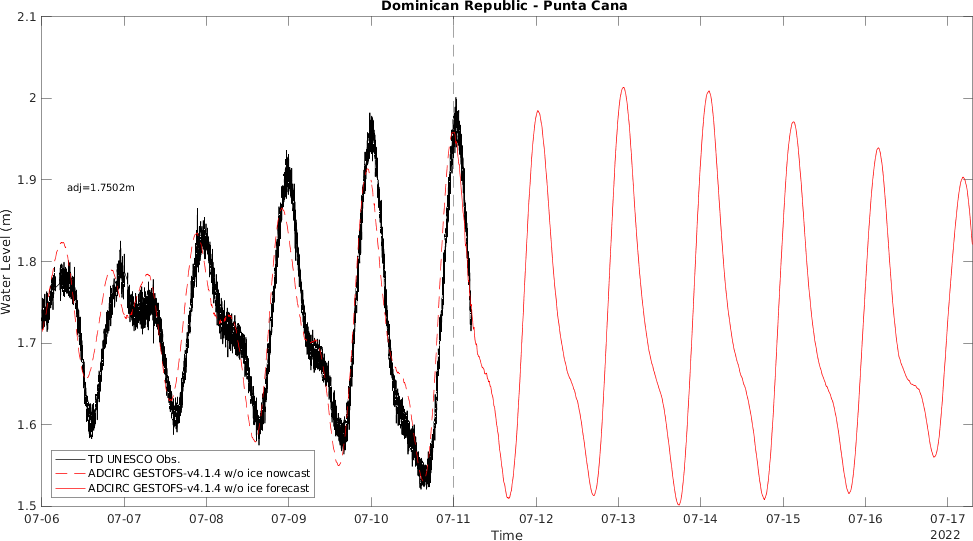 Dominican Republic - Punta Cana
2.1
2
1.9
1.8
1.7
1.6
1.5
Water Level (m)
adj=1.7502m
TD UNESCO Obs.
ADCIRC GESTOFS-v4.1.4 w/o ice nowcast
ADCIRC GESTOFS-v4.1.4 w/o ice forecast
07-06 07-07 07-08 07-09 07-10 07-11 07-12 07-13 07-14 07-15 07-16 07-17
Time
2022